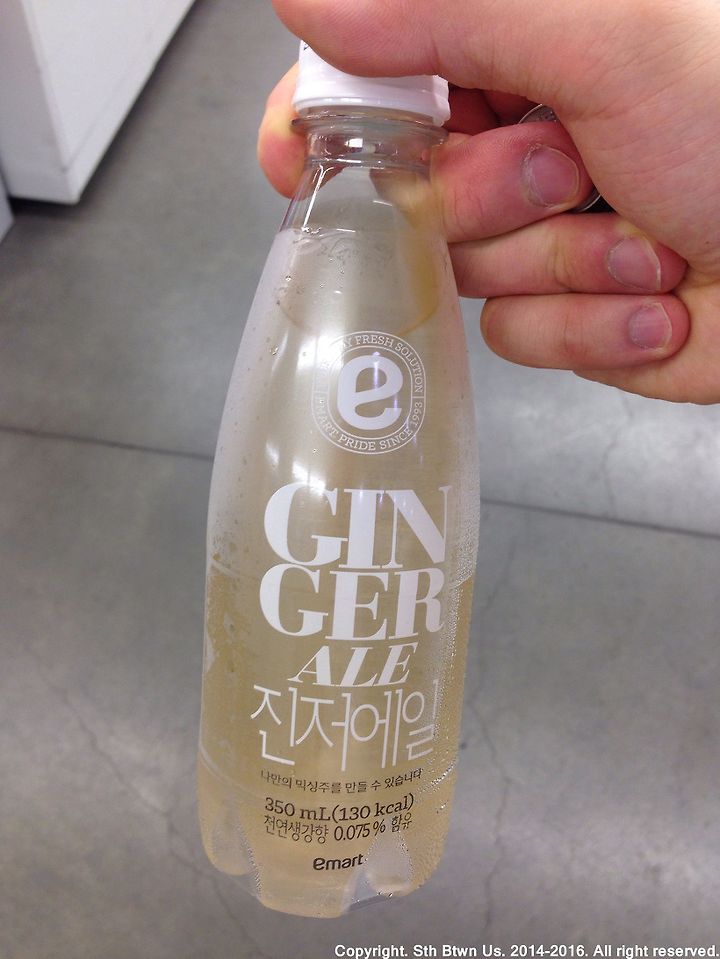 FRESH SOLUTION
PRIDE SINCE 1993
e
GIN
GER
ALE
진저에일
나만의 믹싱주를 만들 수 있습니다
350 mL(130 kcal)
천연생강향 0.075% 함유
emart
Copyright. Sth Btwn Us. 2014-2016. All right reserved.